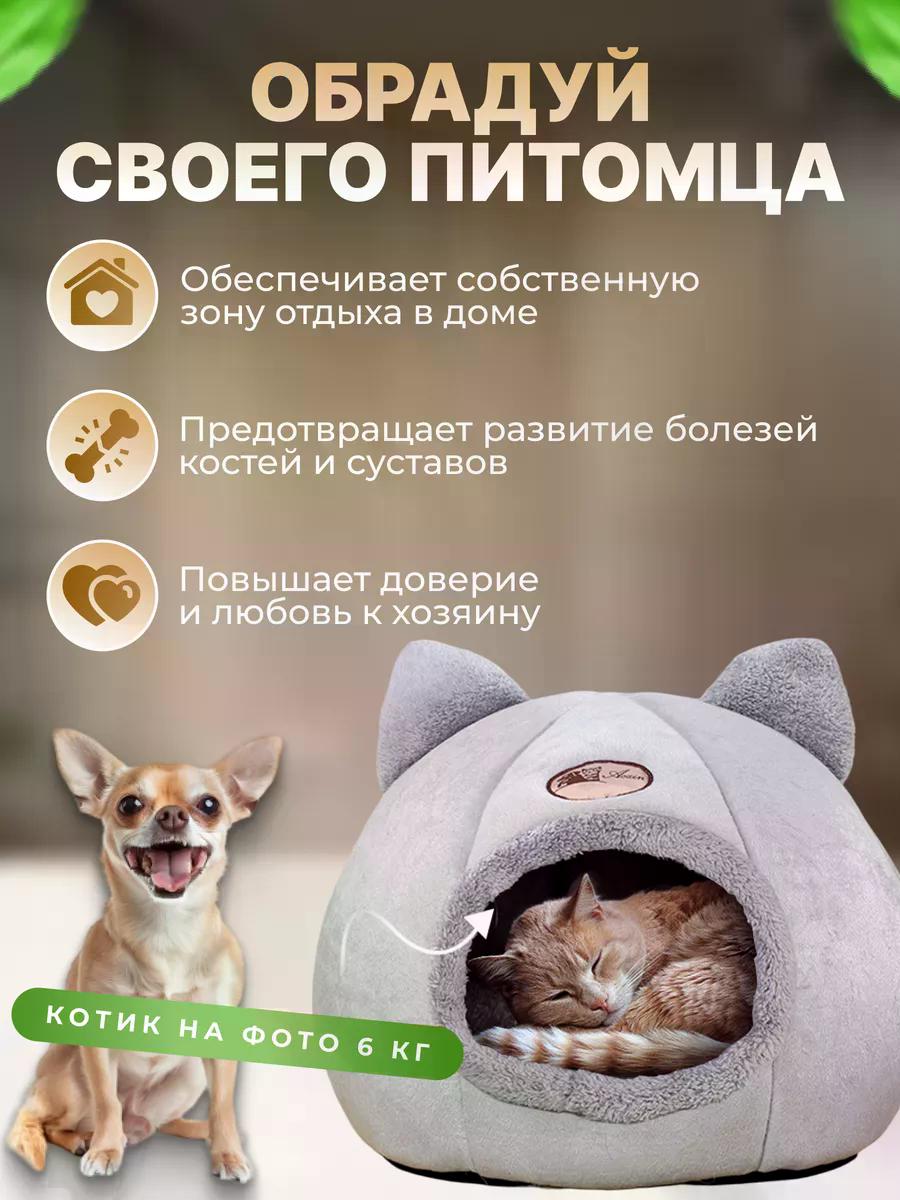 ОБРАДУЙ
СВОЕГО ПИТОМЦА
Обеспечивает собственную
зону отдыха в доме
Предотвращает развитие болезей
костей и суставов
Повышает доверие
и любовь к хозяину
КОТИК НА ФОТО 6 КГ